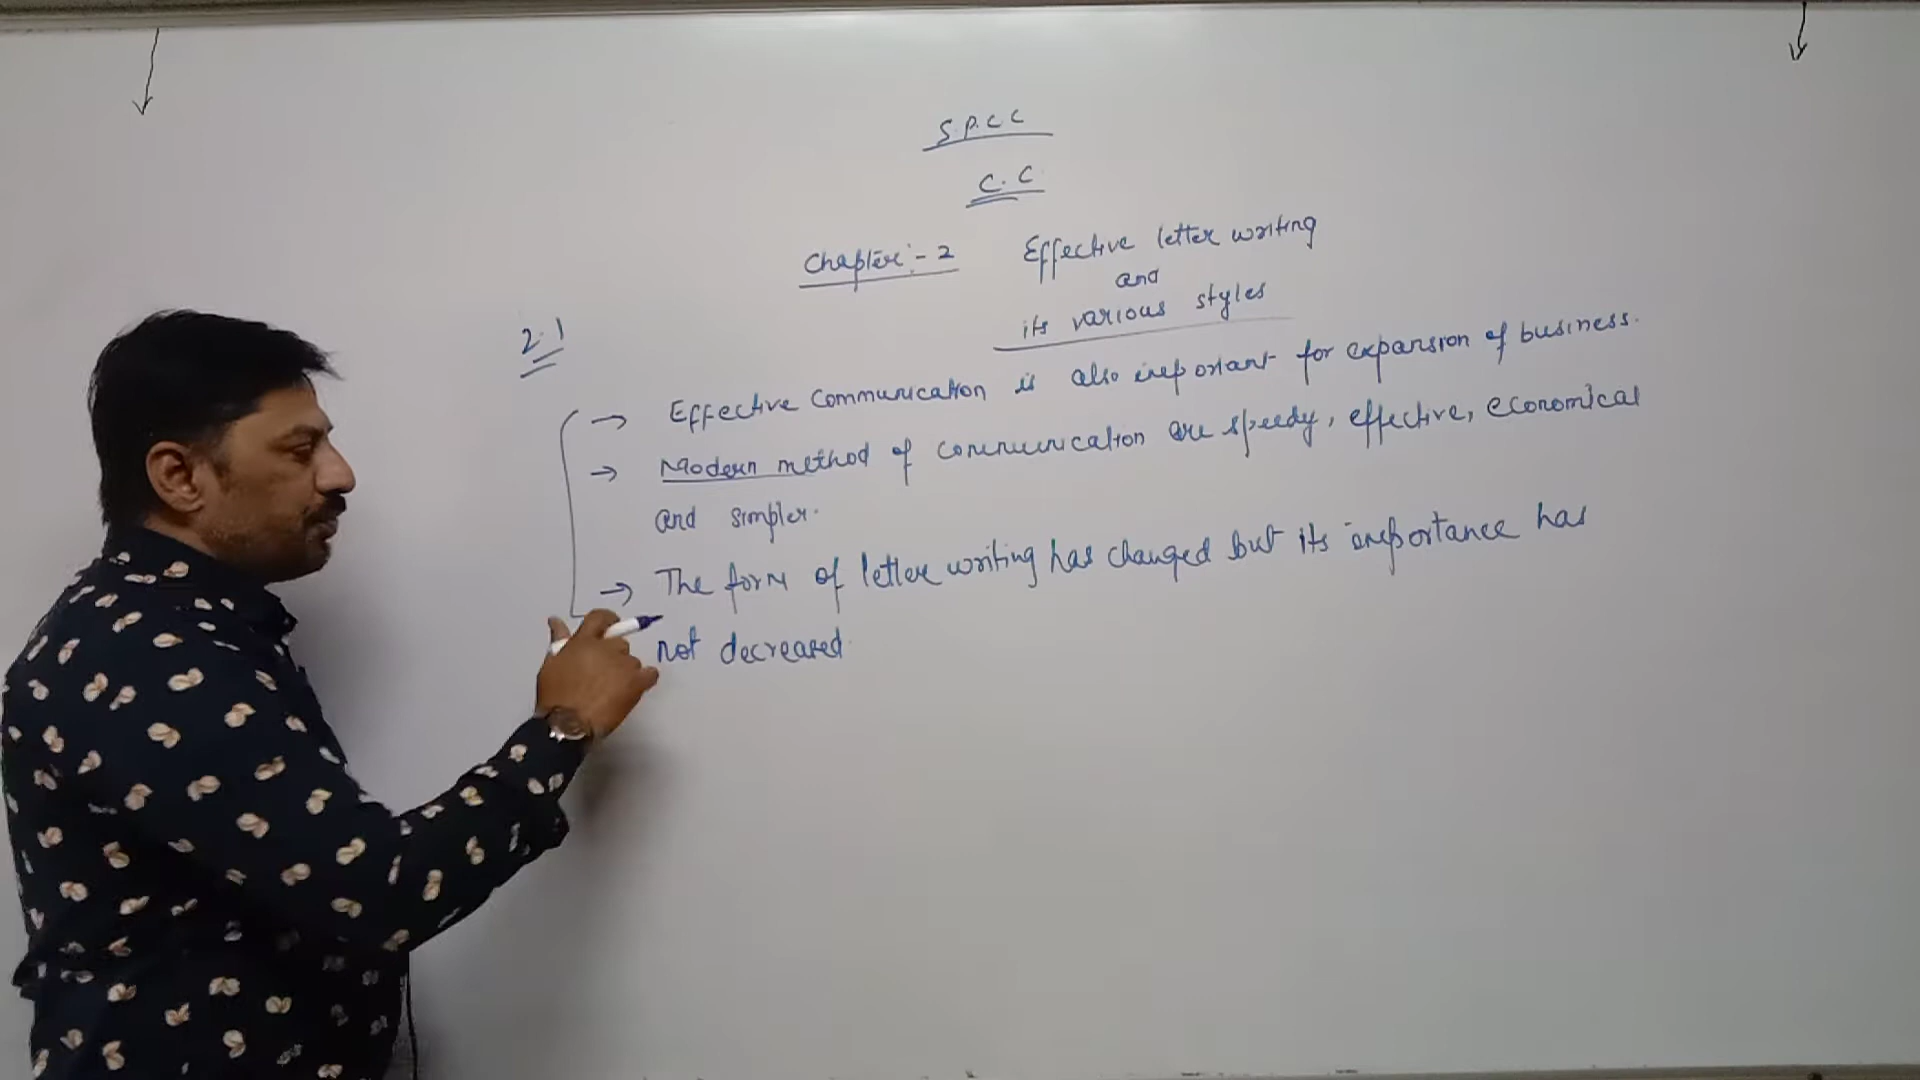 S.P.C.C
C.C
Chapter:- 2 Effective letter writing
and
its various styles
2.1
→ Effective Communication is also important for expansion of business.
→ Modern method of communication are speedy, effective, economical
and simpler.
→ The form of letter writing has changed but its importance has
not decreased.